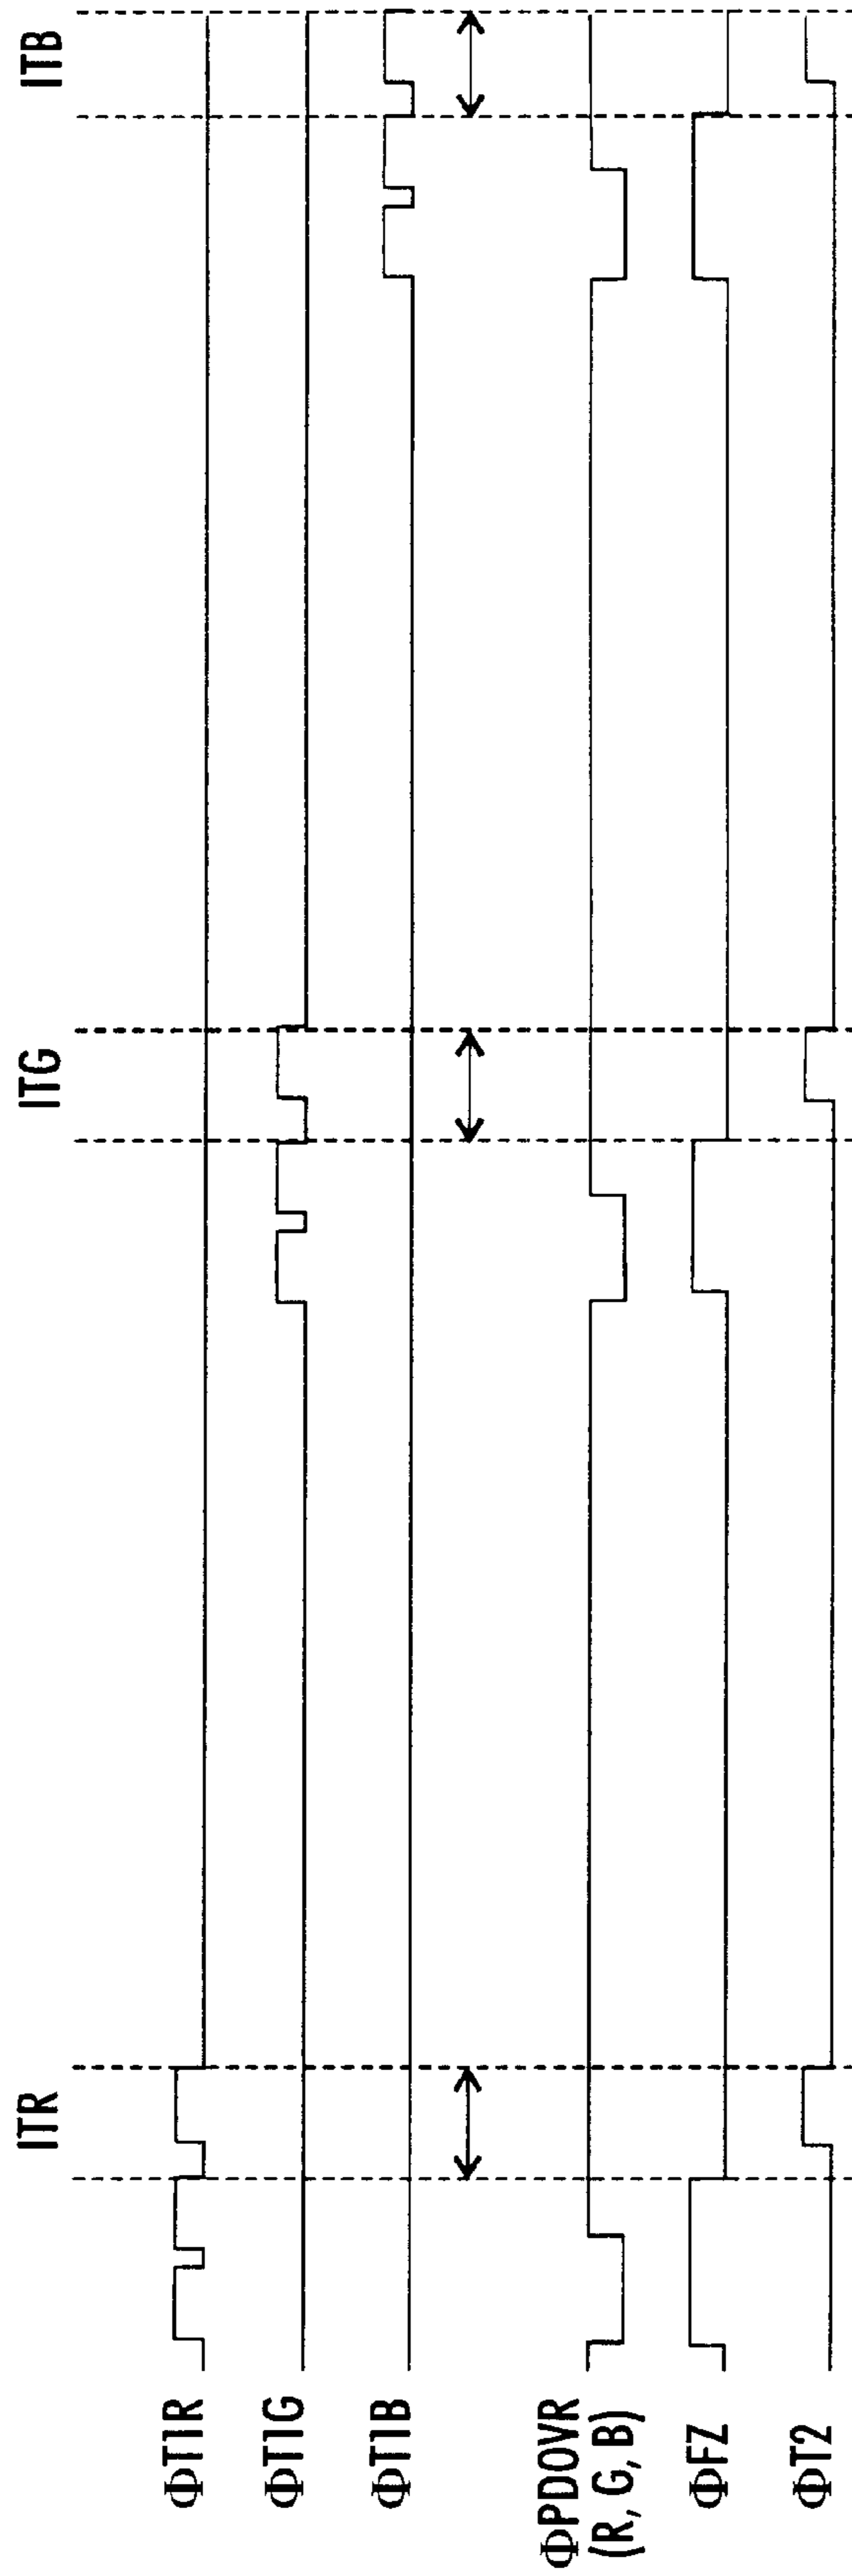 ITR
ITG
ITB
ΦT1R
ΦT1G
ΦT1B
ΦPDOVR
(R, G, B)
ΦFZ
ΦT2